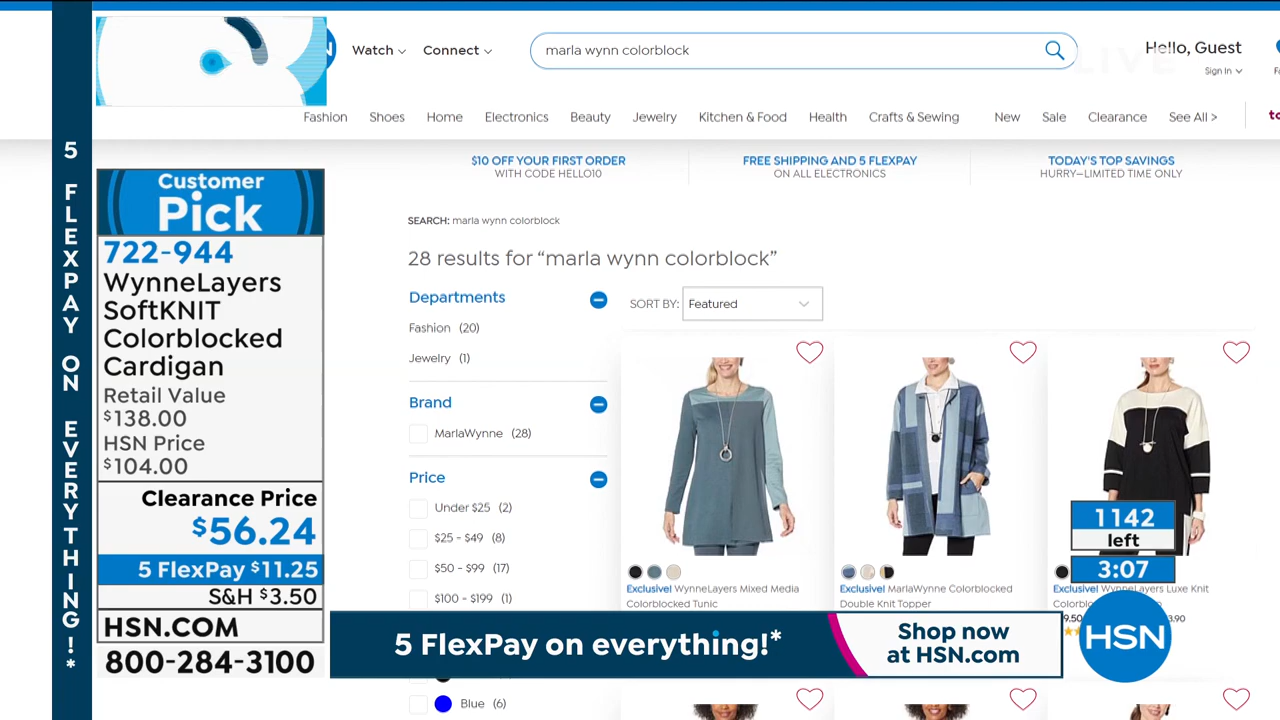 5 FLEXPAY ON EVERYTHING!*
Watch
Connect
marla wynn colorblock
LIVE
Hello, Guest
Sign In
Fashion
Shoes
Home
Electronics
Beauty
Jewelry
Kitchen & Food
Health
Crafts & Sewing
New
Sale
Clearance
See All >
$10 OFF YOUR FIRST ORDER
WITH CODE HELLO10
FREE SHIPPING AND 5 FLEXPAY
ON ALL ELECTRONICS
TODAY'S TOP SAVINGS
HURRY—LIMITED TIME ONLY
Customer
Pick
722-944
WynneLayers
SoftKNIT
Colorblocked
Cardigan
Retail Value
$138.00
HSN Price
$104.00
Clearance Price
$56.24
5 FlexPay $11.25
S&H $3.50
HSN.COM
800-284-3100
SEARCH: marla wynn colorblock
28 results for “marla wynn colorblock”
Departments
Fashion (20)
Jewelry (1)
Brand
MarlaWynne (28)
Price
Under $25 (2)
$25 - $49 (8)
$50 - $99 (17)
$100 - $199 (1)
Blue (6)
SORT BY: Featured
Exclusive! WynneLayers Mixed Media
Colorblocked Tunic
Exclusive! MarlaWynne Colorblocked
Double Knit Topper
Exclusive! WynneLayers Luxe Knit
1142
left
3:07
5 FlexPay on everything!*
Shop now
at HSN.com
HSN